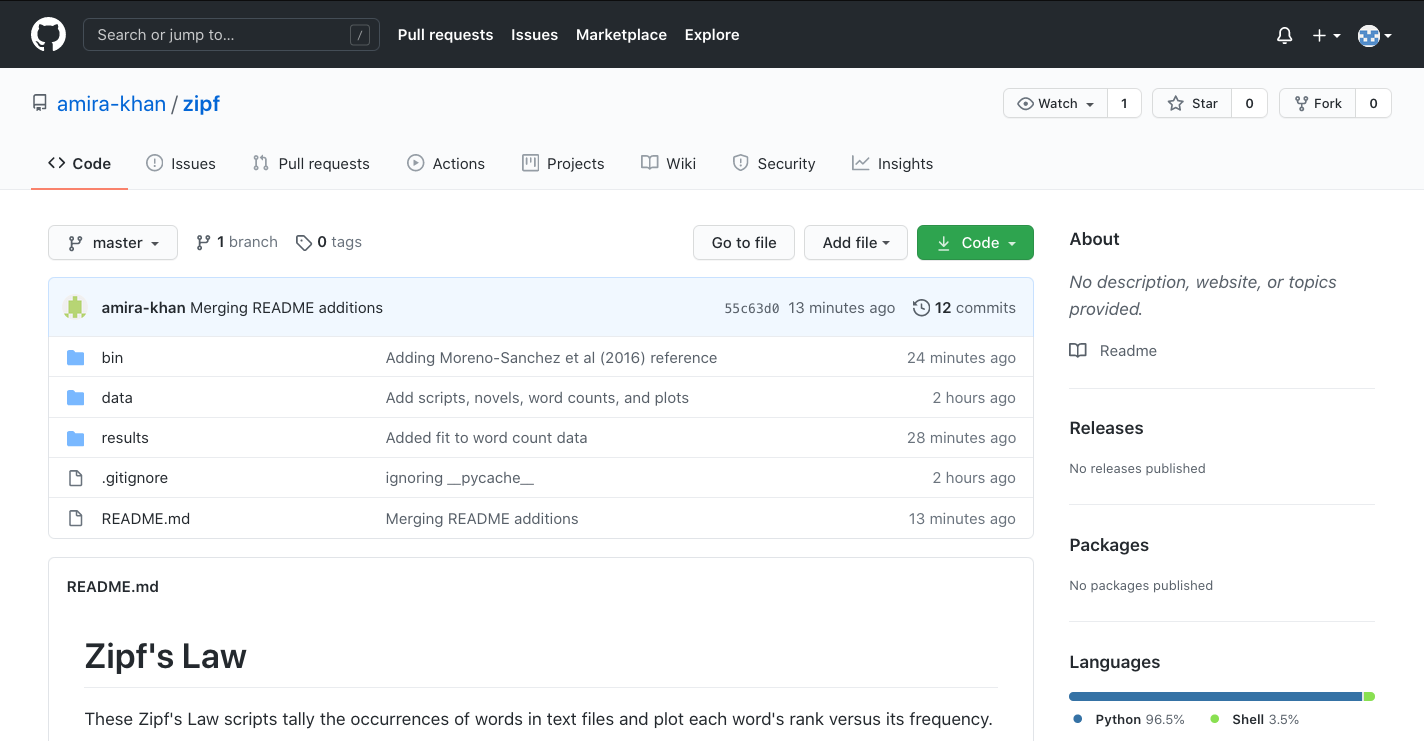 Search or jump to… / Pull requests Issues Marketplace Explore
amira-khan / zipf Watch 1 Star 0 Fork 0
Code Issues Pull requests Actions Projects Wiki Security Insights
master 1 branch 0 tags Go to file Add file Code
amira-khan Merging README additions 55c63d0 13 minutes ago 12 commits
bin Adding Moreno-Sanchez et al (2016) reference 24 minutes ago
data Add scripts, novels, word counts, and plots 2 hours ago
results Added fit to word count data 28 minutes ago
.gitignore ignoring __pycache__ 2 hours ago
README.md Merging README additions 13 minutes ago
README.md
Zipf's Law
These Zipf's Law scripts tally the occurrences of words in text files and plot each word's rank versus its frequency.
About
No description, website, or topics
provided.
Readme
Releases
No releases published
Packages
No packages published
Languages
Python 96.5% Shell 3.5%